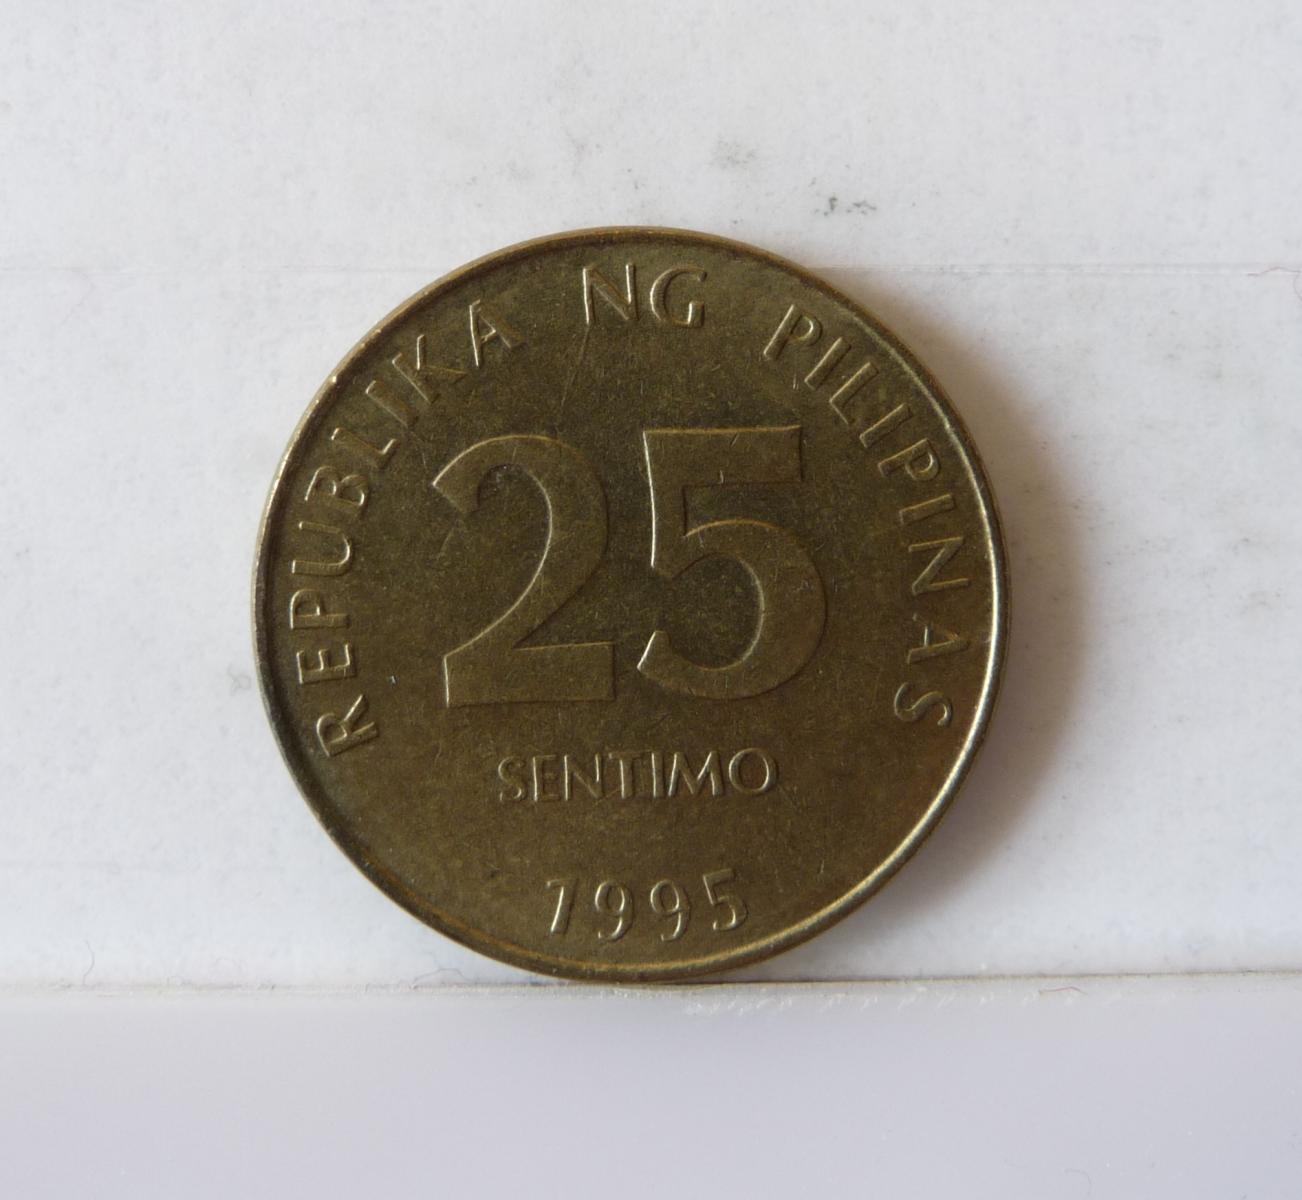 REPUBLIKA NG PILIPINAS
25
SENTIMO
1995